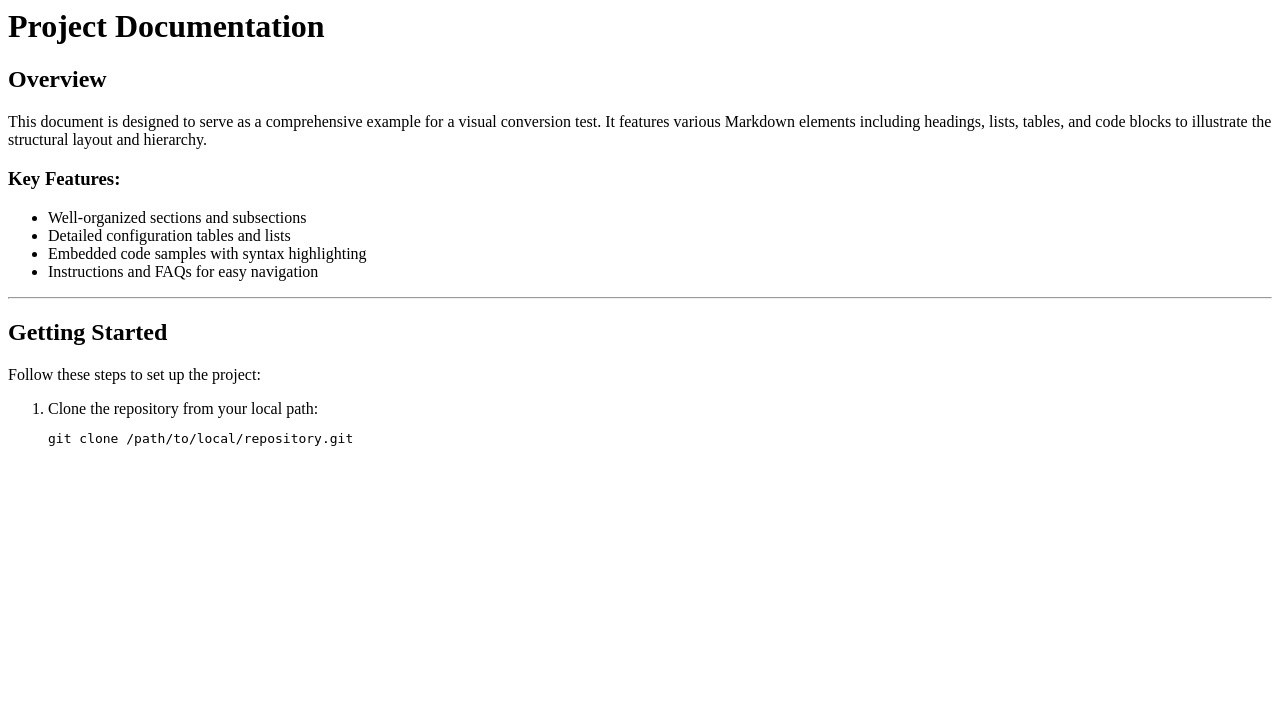 Project Documentation
Overview
This document is designed to serve as a comprehensive example for a visual conversion test. It features various Markdown elements including headings, lists, tables, and code blocks to illustrate the
structural layout and hierarchy.
Key Features:
• Well-organized sections and subsections
• Detailed configuration tables and lists
• Embedded code samples with syntax highlighting
• Instructions and FAQs for easy navigation
Getting Started
Follow these steps to set up the project:
1. Clone the repository from your local path:
git clone /path/to/local/repository.git